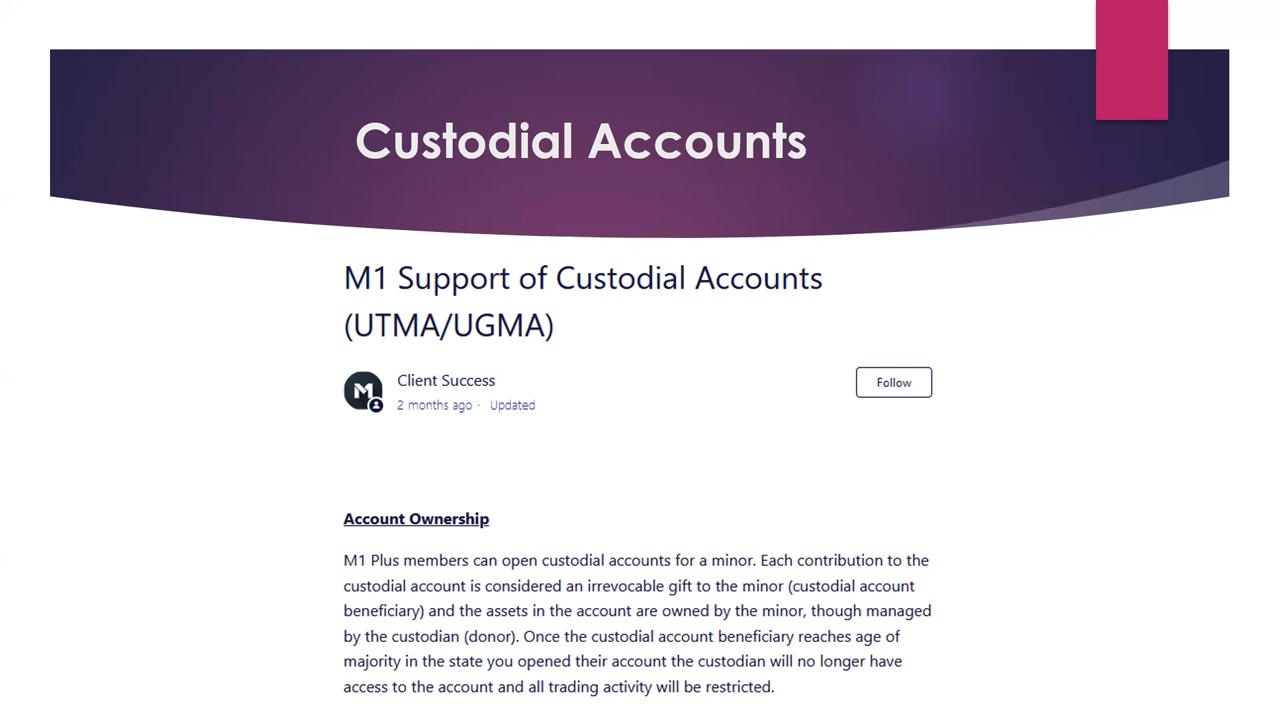 Custodial Accounts
M1 Support of Custodial Accounts
(UTMA/UGMA)
Client Success
2 months ago · Updated
Follow
Account Ownership
M1 Plus members can open custodial accounts for a minor. Each contribution to the
custodial account is considered an irrevocable gift to the minor (custodial account
beneficiary) and the assets in the account are owned by the minor, though managed
by the custodian (donor). Once the custodial account beneficiary reaches age of
majority in the state you opened their account the custodian will no longer have
access to the account and all trading activity will be restricted.